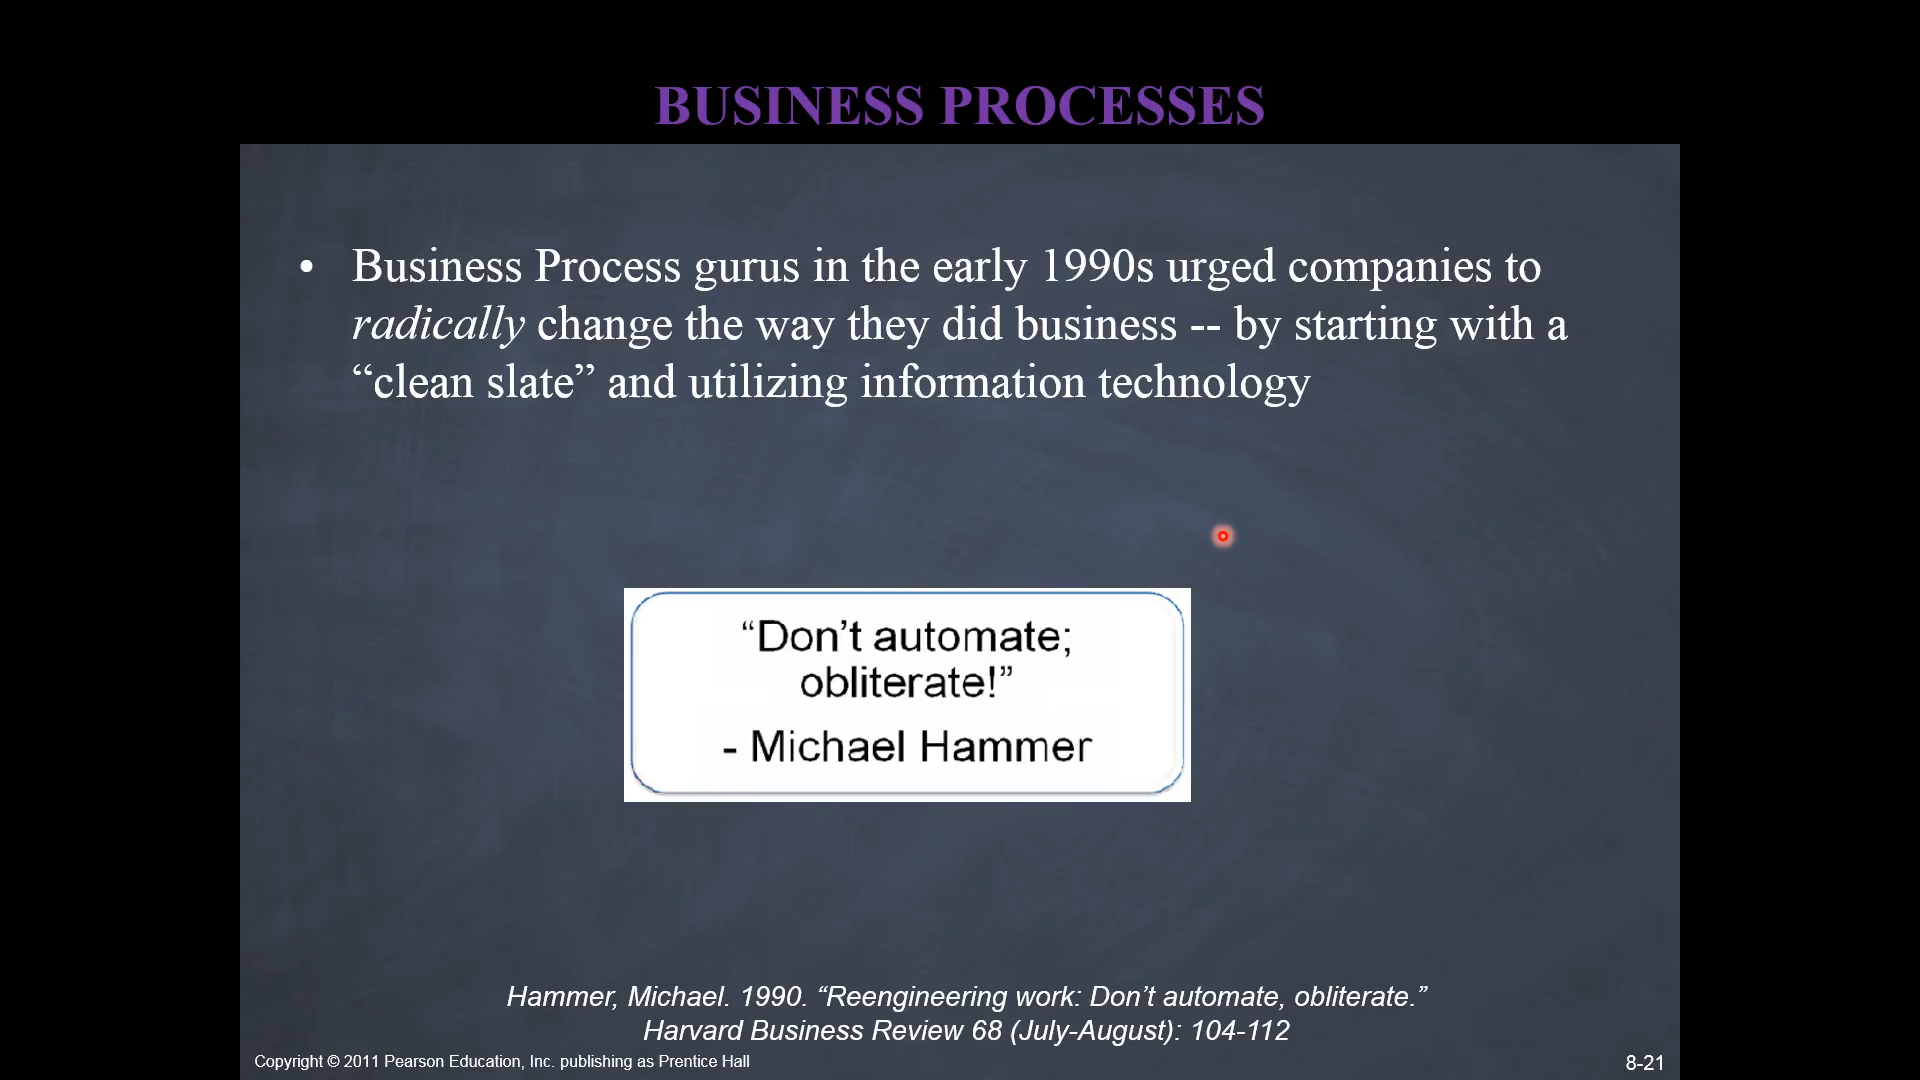 BUSINESS PROCESSES
• Business Process gurus in the early 1990s urged companies to
radically change the way they did business -- by starting with a
“clean slate” and utilizing information technology
“Don’t automate;
obliterate!”
- Michael Hammer
Hammer, Michael. 1990. “Reengineering work: Don’t automate, obliterate.”
Harvard Business Review 68 (July-August): 104-112
Copyright © 2011 Pearson Education, Inc. publishing as Prentice Hall
8-21